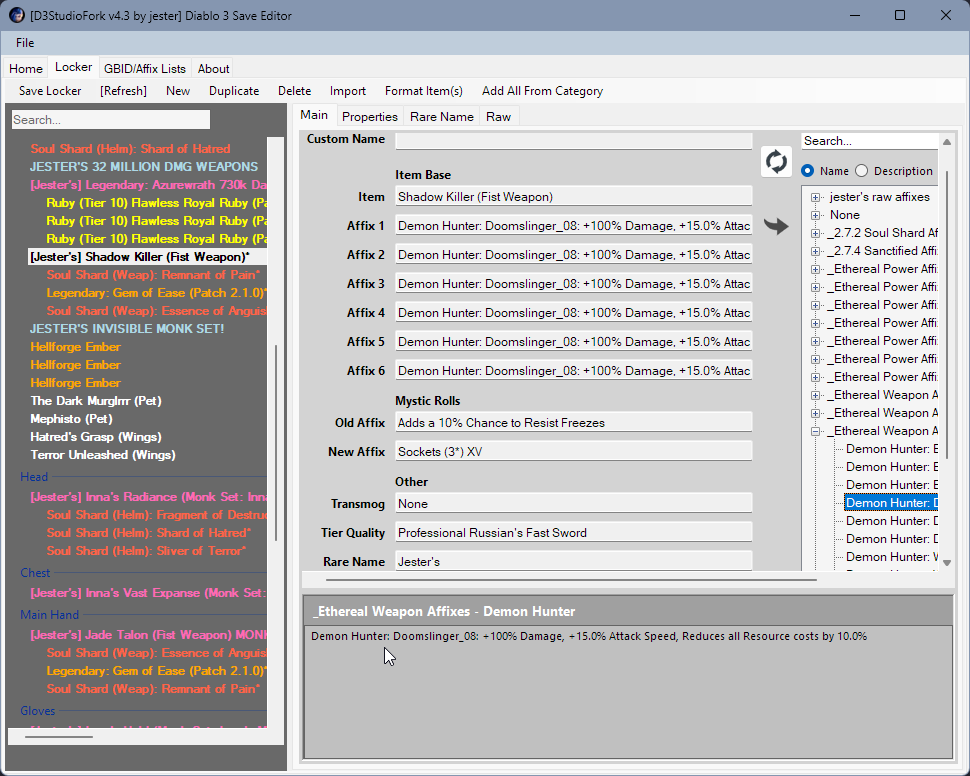 [D3StudioFork v4.3 by jester] Diablo 3 Save Editor
File
Home Locker GBID/Affix Lists About
Save Locker [Refresh] New Duplicate Delete Import Format Item(s) Add All From Category
Search...
Soul Shard (Helm): Shard of Hatred
JESTER'S 32 MILLION DMG WEAPONS
[Jester's] Legendary: Azurewrath 730k Da
Ruby (Tier 10) Flawless Royal Ruby (Pa
Ruby (Tier 10) Flawless Royal Ruby (Pa
Ruby (Tier 10) Flawless Royal Ruby (Pa
[Jester's] Shadow Killer (Fist Weapon)*
Soul Shard (Weap): Remnant of Pain*
Legendary: Gem of Ease (Patch 2.1.0)*
Soul Shard (Weap): Essence of Anguis
JESTER'S INVISIBLE MONK SET!
Hellforge Ember
Hellforge Ember
Hellforge Ember
The Dark Murglrrr (Pet)
Mephisto (Pet)
Hatred's Grasp (Wings)
Terror Unleashed (Wings)
Head
[Jester's] Inna's Radiance (Monk Set: Inna
Soul Shard (Helm): Fragment of Destruc
Soul Shard (Helm): Shard of Hatred*
Soul Shard (Helm): Sliver of Terror*
Chest
[Jester's] Inna's Vast Expanse (Monk Set:
Main Hand
[Jester's] Jade Talon (Fist Weapon) MONK
Soul Shard (Weap): Essence of Anguis
Legendary: Gem of Ease (Patch 2.1.0)*
Soul Shard (Weap): Remnant of Pain*
Gloves
Main Properties Rare Name Raw
Custom Name
Item Base
Item Shadow Killer (Fist Weapon)
Affix 1 Demon Hunter: Doomslinger_08: +100% Damage, +15.0% Attac
Affix 2 Demon Hunter: Doomslinger_08: +100% Damage, +15.0% Attac
Affix 3 Demon Hunter: Doomslinger_08: +100% Damage, +15.0% Attac
Affix 4 Demon Hunter: Doomslinger_08: +100% Damage, +15.0% Attac
Affix 5 Demon Hunter: Doomslinger_08: +100% Damage, +15.0% Attac
Affix 6 Demon Hunter: Doomslinger_08: +100% Damage, +15.0% Attac
Mystic Rolls
Old Affix Adds a 10% Chance to Resist Freezes
New Affix Sockets (3*) XV
Other
Transmog None
Tier Quality Professional Russian's Fast Sword
Rare Name Jester's
Search...
Name Description
jester's raw affixes
None
_2.7.2 Soul Shard Af
_2.7.4 Sanctified Affi
_Ethereal Power Affi
_Ethereal Power Affi
_Ethereal Power Affi
_Ethereal Power Affi
_Ethereal Power Affi
_Ethereal Power Affi
_Ethereal Power Affi
_Ethereal Weapon A
_Ethereal Weapon A
_Ethereal Weapon A
Demon Hunter: B
Demon Hunter: B
Demon Hunter: B
Demon Hunter: D
Demon Hunter: D
Demon Hunter: D
Demon Hunter: W
_Ethereal Weapon Affixes - Demon Hunter
Demon Hunter: Doomslinger_08: +100% Damage, +15.0% Attack Speed, Reduces all Resource costs by 10.0%